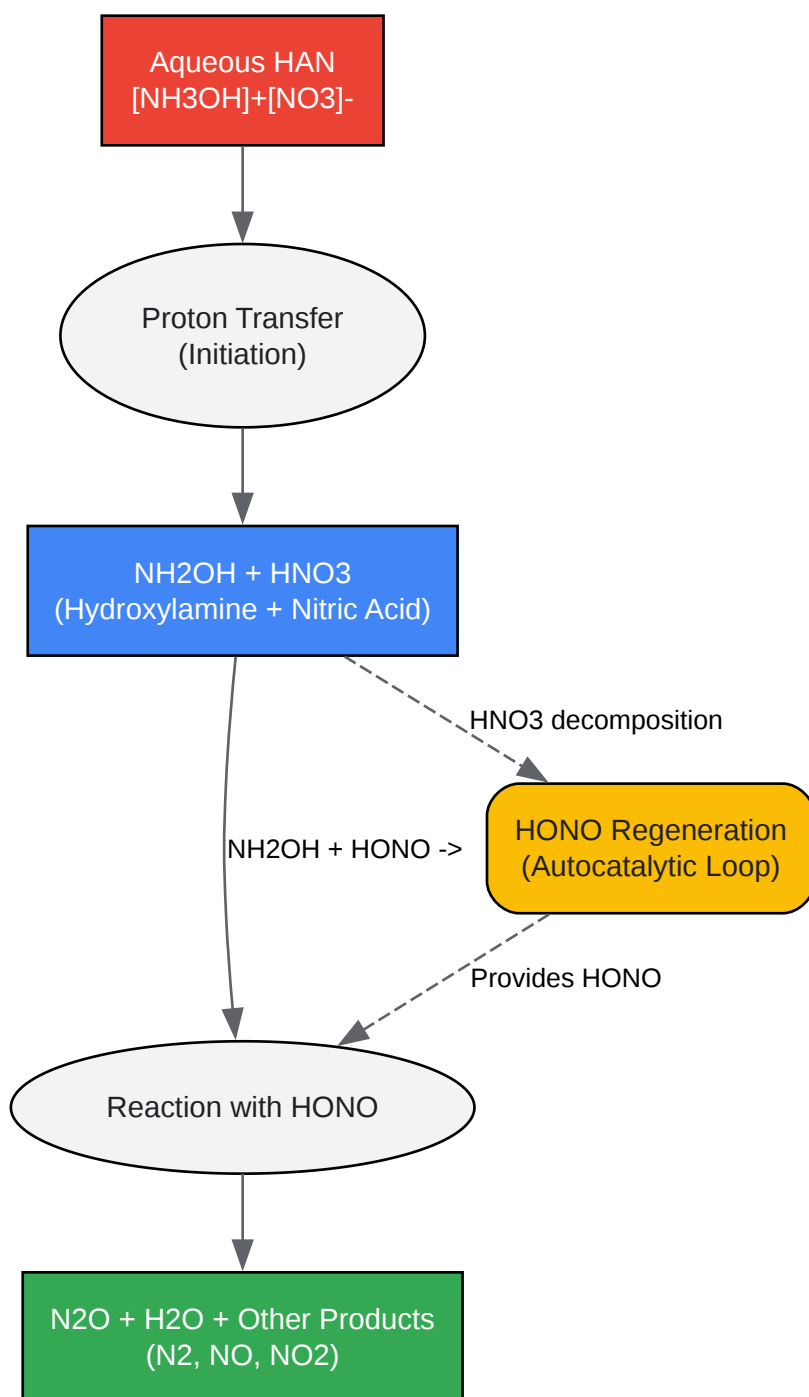 Aqueous HAN
[NH3OH]+[NO3]-
Proton Transfer
(Initiation)
NH2OH + HNO3
(Hydroxylamine + Nitric Acid)
HNO3 decomposition
HONO Regeneration
(Autocatalytic Loop)
NH2OH + HONO ->
Provides HONO
Reaction with HONO
N2O + H2O + Other Products
(N2, NO, NO2)